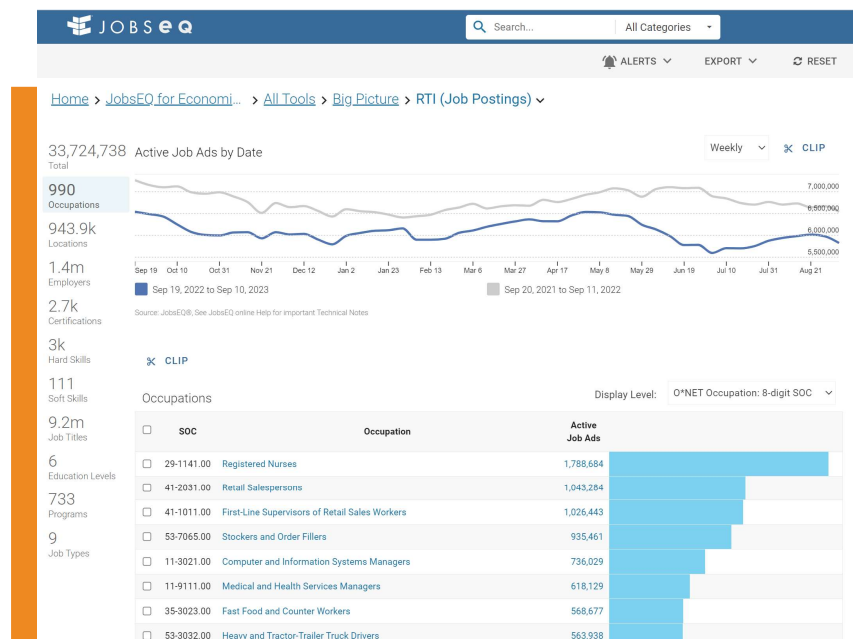 JOBS eQ
Search...
All Categories
ALERTS
EXPORT
RESET
Home > JobsEQ for Economi... > All Tools > Big Picture > RTI (Job Postings)
33,724,738
Total
990
Occupations
943.9k
Locations
1.4m
Employers
2.7k
Certifications
3k
Hard Skills
111
Soft Skills
9.2m
Job Titles
6
Education Levels
733
Programs
9
Job Types
Active Job Ads by Date
Weekly
CLIP
7,000,000
6,500,000
6,000,000
5,500,000
Sep 19 Oct 10 Oct 31 Nov 21 Dec 12 Jan 2 Jan 23 Feb 13 Mar 6 Mar 27 Apr 17 May 8 May 29 Jun 19 Jul 10 Jul 31 Aug 21
Sep 19, 2022 to Sep 10, 2023
Sep 20, 2021 to Sep 11, 2022
Source: JobsEQ®, See JobsEQ online Help for important Technical Notes
CLIP
Occupations
Display Level: O*NET Occupation: 8-digit SOC
SOC Occupation Active Job Ads
29-1141.00 Registered Nurses 1,788,684
41-2031.00 Retail Salespersons 1,043,284
41-1011.00 First-Line Supervisors of Retail Sales Workers 1,026,443
53-7065.00 Stockers and Order Fillers 935,461
11-3021.00 Computer and Information Systems Managers 736,029
11-9111.00 Medical and Health Services Managers 618,129
35-3023.00 Fast Food and Counter Workers 568,677
53-3032.00 Heavy and Tractor-Trailer Truck Drivers 563,938